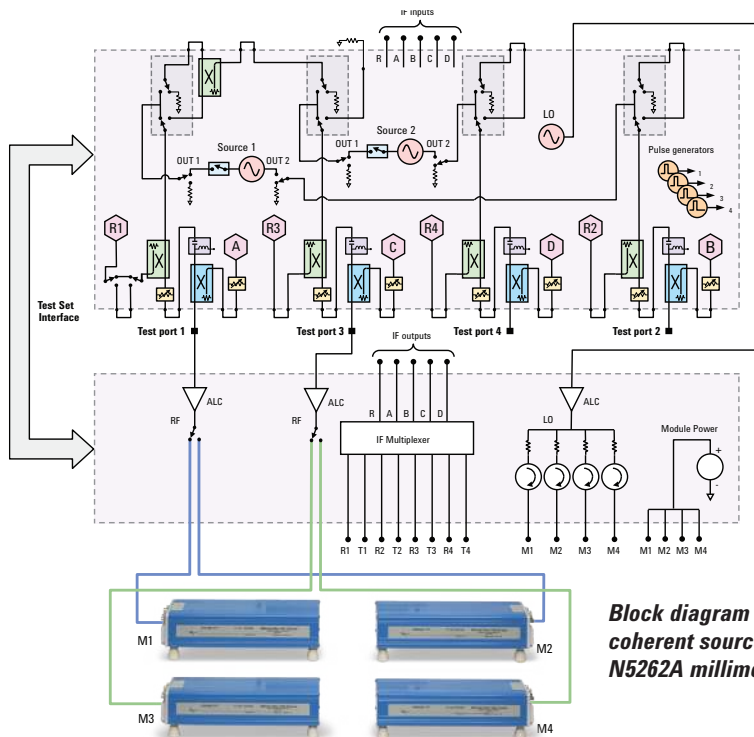 IF inputs
R A B C D
LO
Source 1
Source 2
OUT 1 OUT 2
OUT 1 OUT 2
Pulse generators
1
2
3
4
R1 A R3 C R4 D R2 B
Test Set
Interface
Test port 1 Test port 3 Test port 4 Test port 2
IF outputs
R A B C D
ALC
RF
ALC
RF
IF Multiplexer
ALC
LO
Module Power
+
-
R1 T1 R2 T2 R3 T3 R4 T4
M1 M2 M3 M4
M1 M2 M3 M4
M1
M2
M3
M4
Block diagram
coherent sourc
N5262A millim